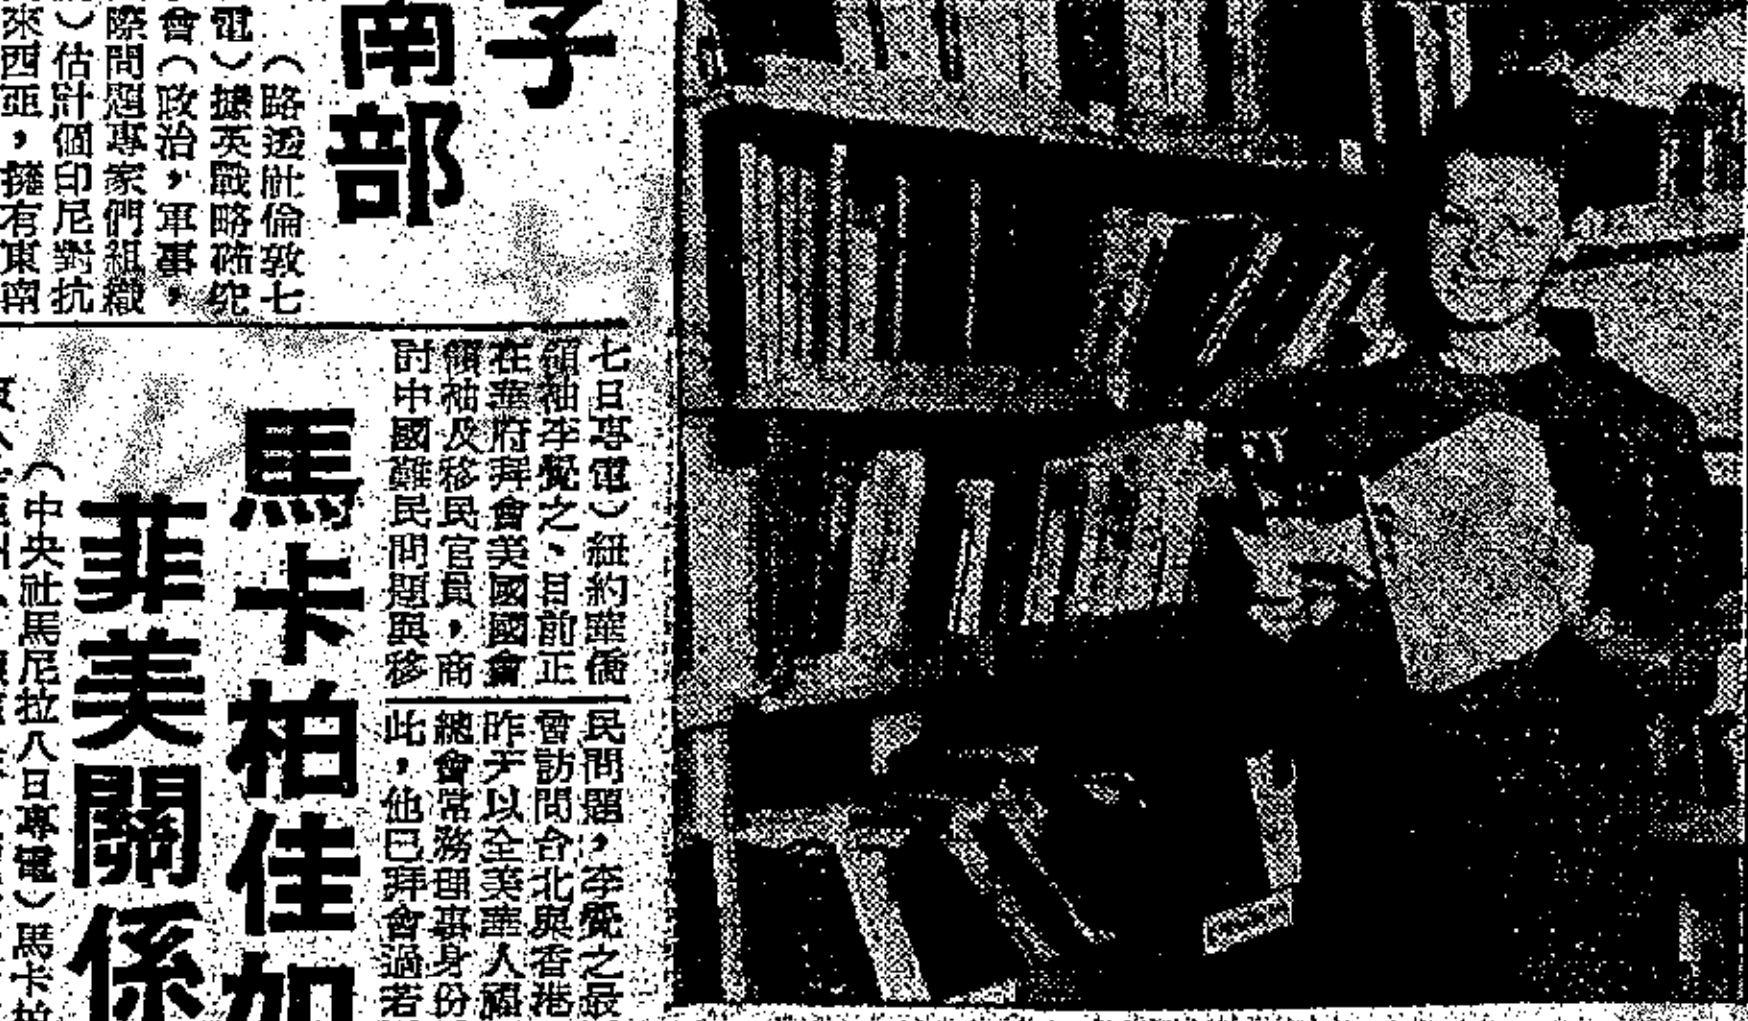 子
南部
（路透社倫敦七
電）據英戰略硏究
會（政治，軍事，
際問題專家們組織
）估計個印尼對抗
來西亞，擁有東南
七日專電）紐約華僑
領袖李覺之、目前正
在華府拜會美國國會
領袖及移民官員，商
討中國難民問題與移
民問題，李覺之最
曾訪問台北與香港
昨天以全美華人福
總會常務理事身份
此，他已拜會過若
馬卡柏佳加
菲美關係
（中央社馬尼拉八日專電）馬卡柏